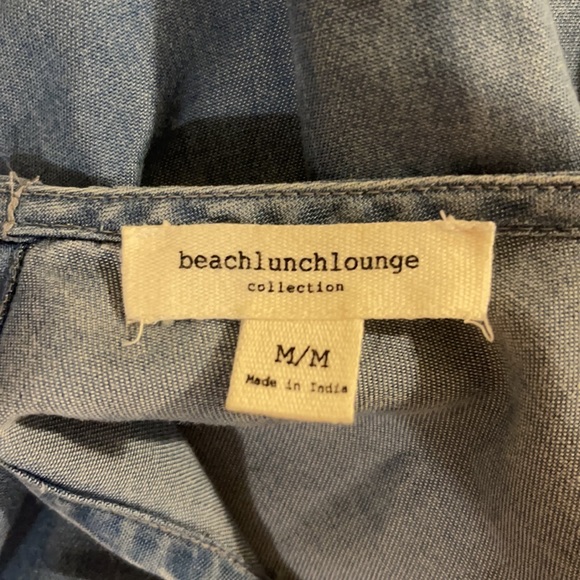 beachlunchlounge
collection
M/M
Made in India